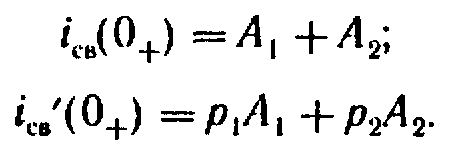 i_св(0_+) = A_1 + A_2;
i_св′(0_+) = p_1A_1 + p_2A_2.